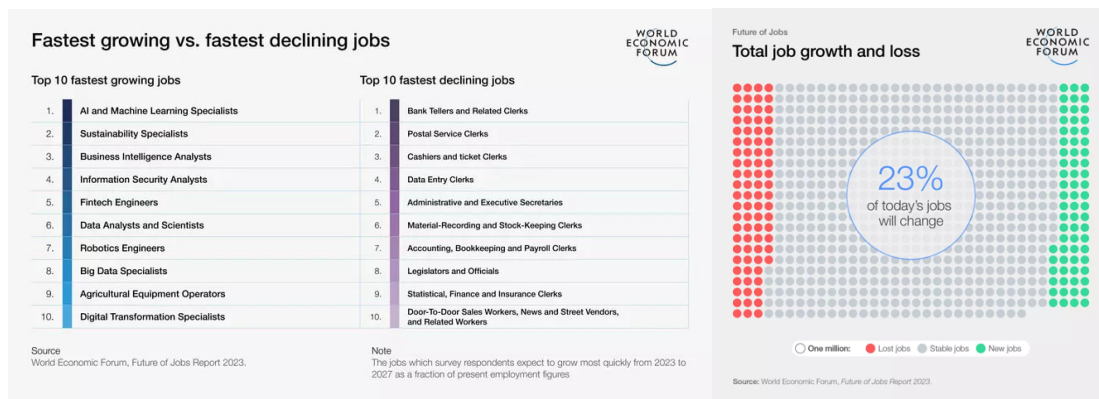 Fastest growing vs. fastest declining jobs
WORLD
ECONOMIC
FORUM
Top 10 fastest growing jobs
1. AI and Machine Learning Specialists
2. Sustainability Specialists
3. Business Intelligence Analysts
4. Information Security Analysts
5. Fintech Engineers
6. Data Analysts and Scientists
7. Robotics Engineers
8. Big Data Specialists
9. Agricultural Equipment Operators
10. Digital Transformation Specialists
Top 10 fastest declining jobs
1. Bank Tellers and Related Clerks
2. Postal Service Clerks
3. Cashiers and ticket Clerks
4. Data Entry Clerks
5. Administrative and Executive Secretaries
6. Material-Recording and Stock-Keeping Clerks
7. Accounting, Bookkeeping and Payroll Clerks
8. Legislators and Officials
9. Statistical, Finance and Insurance Clerks
10. Door-To-Door Sales Workers, News and Street Vendors,
and Related Workers
Source
World Economic Forum, Future of Jobs Report 2023.
Note
The jobs which survey respondents expect to grow most quickly from 2023 to
2027 as a fraction of present employment figures
Future of Jobs
Total job growth and loss
WORLD
ECONOMIC
FORUM
23%
of today's jobs
will change
One million: Lost jobs Stable jobs New jobs
Source: World Economic Forum, Future of Jobs Report 2023.